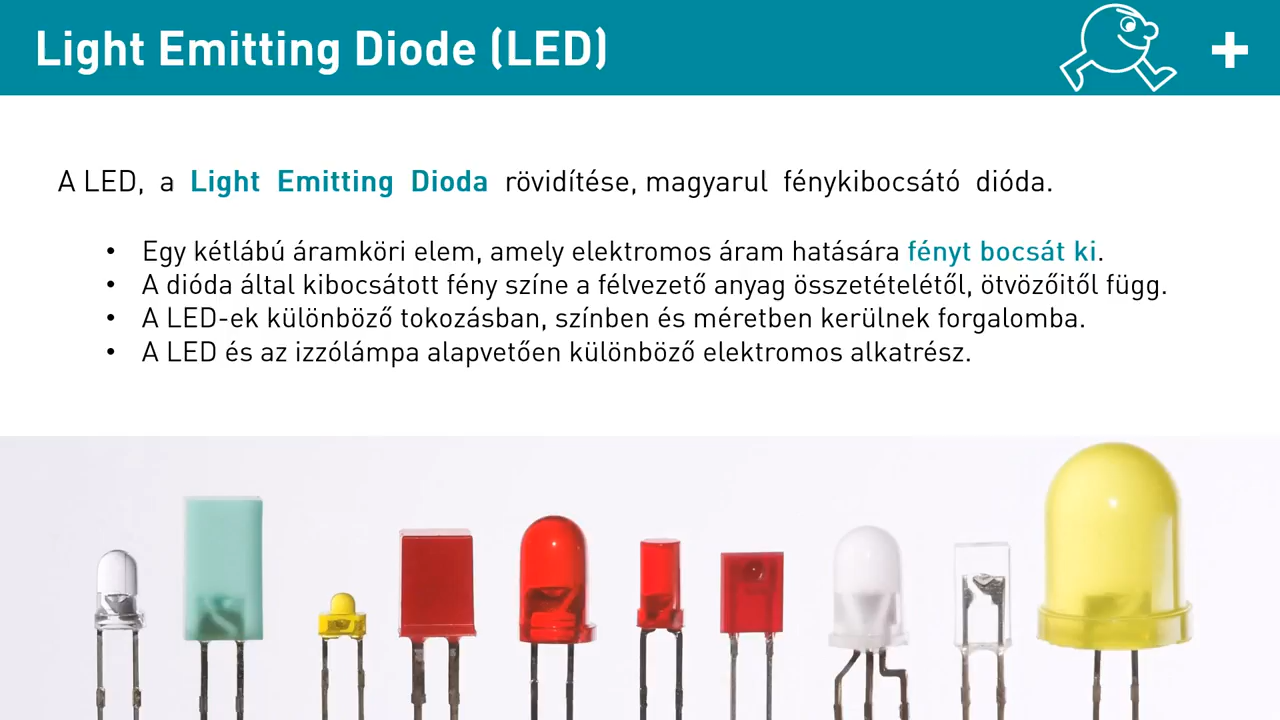 Light Emitting Diode (LED)
A LED, a Light Emitting Dioda rövidítése, magyarul fénykibocsátó dióda.
• Egy kétlábú áramköri elem, amely elektromos áram hatására fényt bocsát ki.
• A dióda által kibocsátott fény színe a félvezető anyag összetételétől, ötvözőitől függ.
• A LED-ek különböző tokozásban, színben és méretben kerülnek forgalomba.
• A LED és az izzólámpa alapvetően különböző elektromos alkatrész.